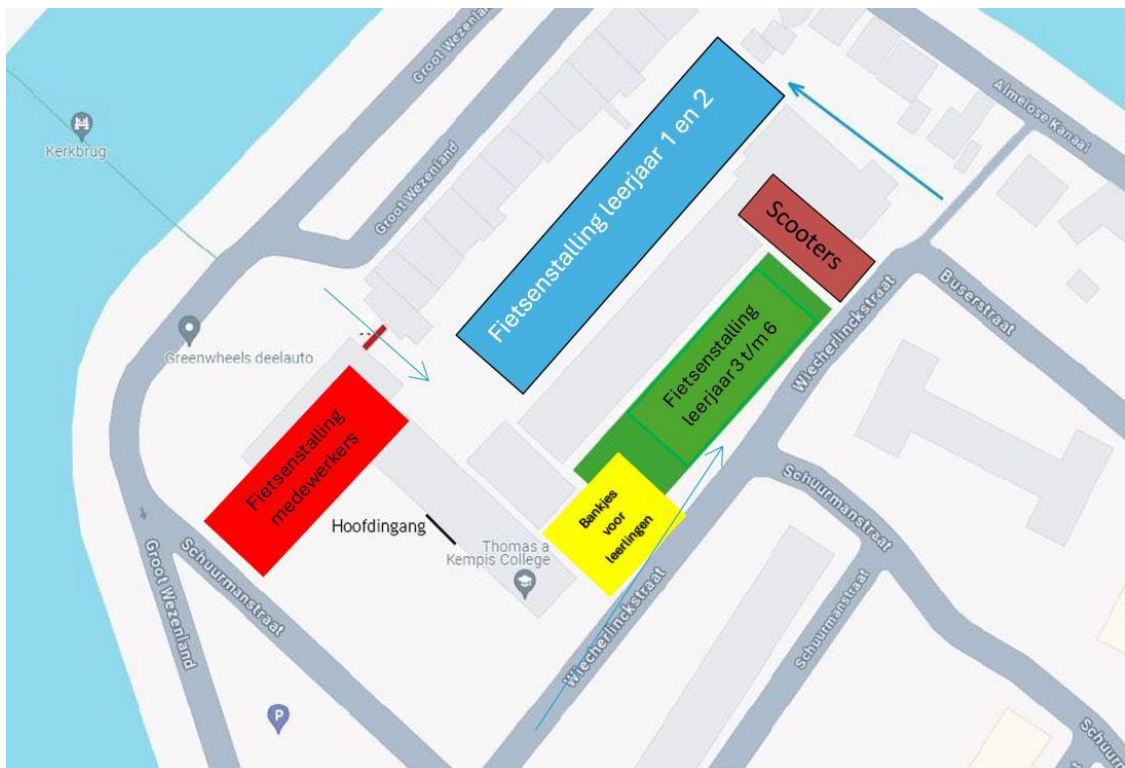 Groot Wezenland
Kerkbrug
Groot Wezenland
Fietsenstalling leerjaar 1 en 2
Almelose Kanaal
Scooters
Buserstraat
Wiecherlinckstraat
Greenwheels deelauto
Fietsenstalling
leerjaar 3 t/m 6
Fietsenstalling
medewerkers
Hoofdingang
Bankjes
voor
leerlingen
Thomas a
Kempis College
Schuurmanstraat
Schuurmanstraat
Groot Wezenland
Schuurmanstraat
Wiecherlinckstraat
P